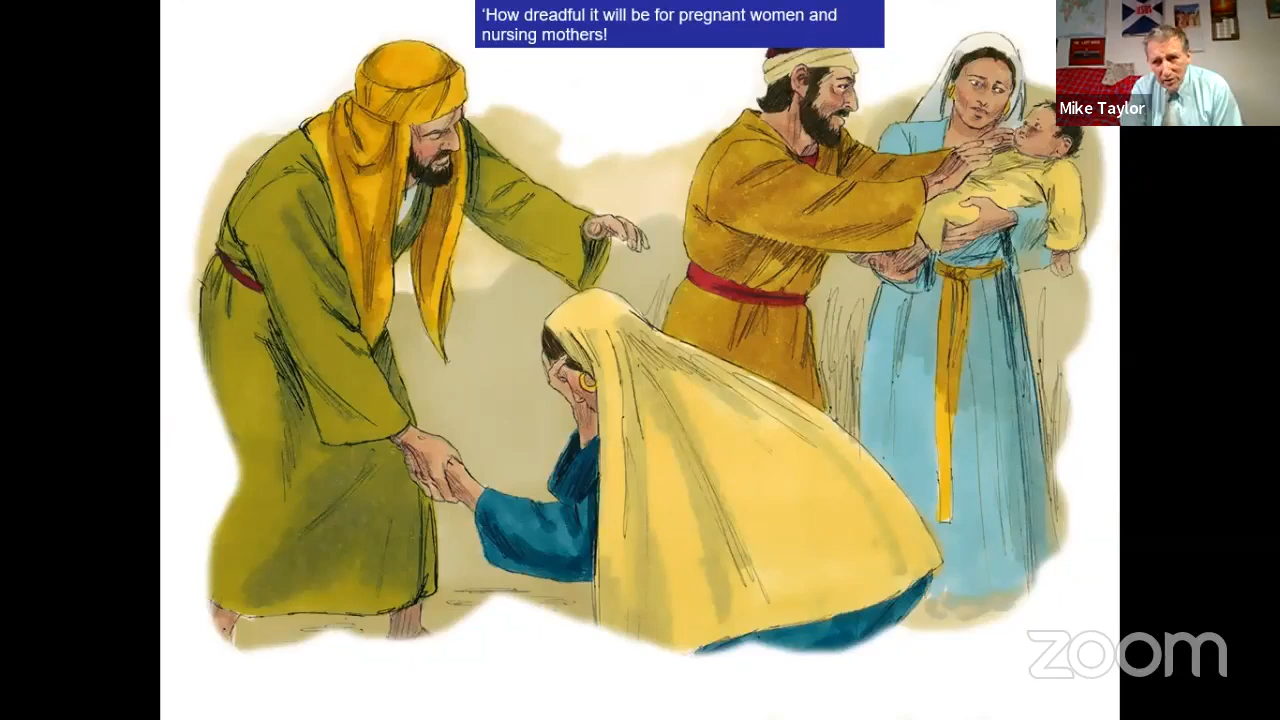 ‘How dreadful it will be for pregnant women and
nursing mothers!
Mike Taylor
zoom